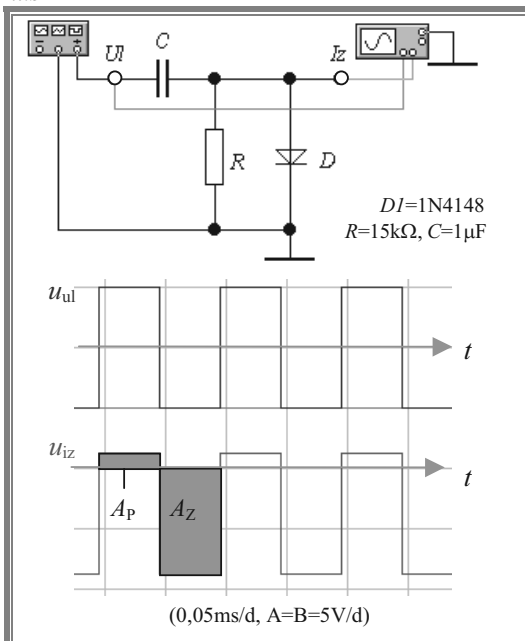 Ul C Iz
R D
D1=1N4148
R=15kΩ, C=1μF
u_ul
t
u_iz
t
A_P A_Z
(0,05ms/d, A=B=5V/d)